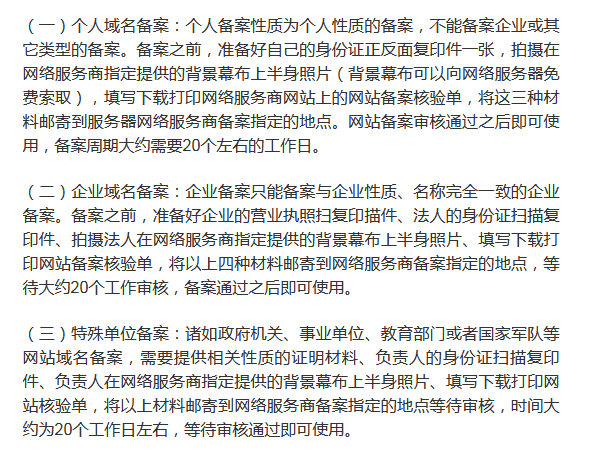 （一）个人域名备案：个人备案性质为个人性质的备案，不能备案企业或其
它类型的备案。备案之前，准备好自己的身份证正反面复印件一张，拍摄在
网络服务商指定提供的背景幕布上半身照片（背景幕布可以向网络服务器免
费索取），填写下载打印网络服务商网站上的网站备案核验单，将这三种材
料邮寄到服务器网络服务商备案指定的地点。网站备案审核通过之后即可使
用，备案周期大约需要20个左右的工作日。
（二）企业域名备案：企业备案只能备案与企业性质、名称完全一致的企业
备案。备案之前，准备好企业的营业执照扫复印描件、法人的身份证扫描复
印件、拍摄法人在网络服务商指定提供的背景幕布上半身照片、填写下载打
印网站备案核验单，将以上四种材料邮寄到网络服务商备案指定的地点，等
待大约20个工作审核，备案通过之后即可使用。
（三）特殊单位备案：诸如政府机关、事业单位、教育部门或者国家军队等
网站域名备案，需要提供相关性质的证明材料、负责人的身份证扫描复印
件、负责人在网络服务商指定提供的背景幕布上半身照片、填写下载打印网
站核验单，将以上材料邮寄到网络服务商备案指定的地点等待审核，时间大
约为20个工作日左右，等待审核通过即可使用。